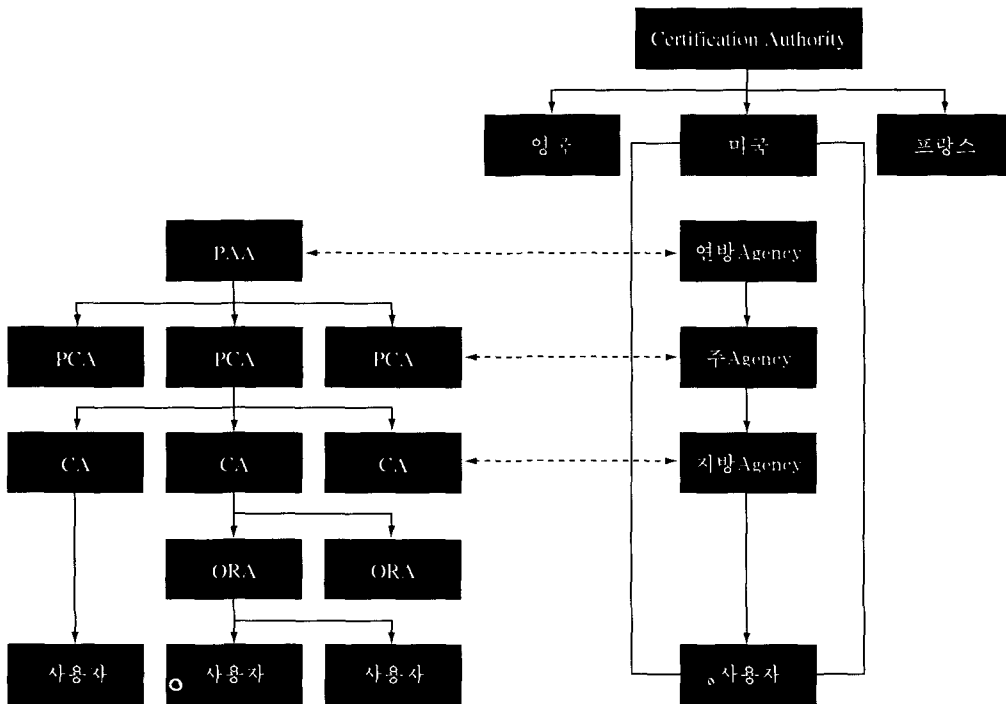 Certification Authority
영국
미국
프랑스
PAA
연방Agency
PCA
PCA
PCA
주Agency
CA
CA
CA
지방Agency
ORA
ORA
사용자
사용자
사용자
사용자